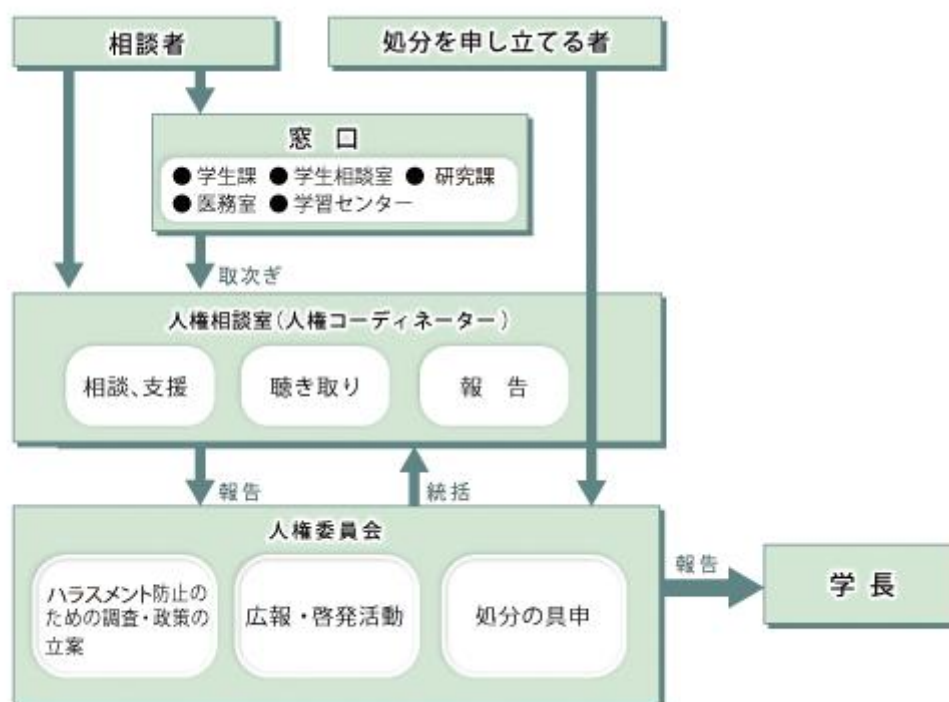 相談者
処分を申し立てる者
窓 口
● 学生課 ● 学生相談室 ● 研究課
● 医務室 ● 学習センター
取次ぎ
人権相談室(人権コーディネーター)
相談、支援
聴き取り
報 告
報告
統括
人権委員会
ハラスメント防止の
ための調査・政策の
立案
広報・啓発活動
処分の具申
報告
学 長